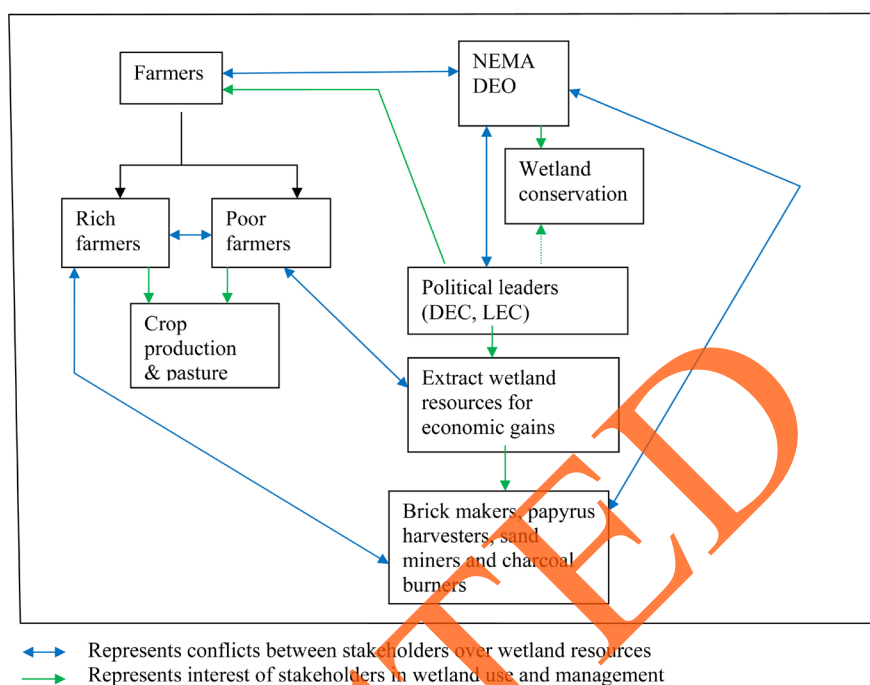 Farmers
NEMA
DEO
Wetland
conservation
Rich
farmers
Poor
farmers
Political leaders
(DEC, LEC)
Crop
production
& pasture
Extract wetland
resources for
economic gains
Brick makers, papyrus
harvesters, sand
miners and charcoal
burners
Represents conflicts between stakeholders over wetland resources
Represents interest of stakeholders in wetland use and management
TED